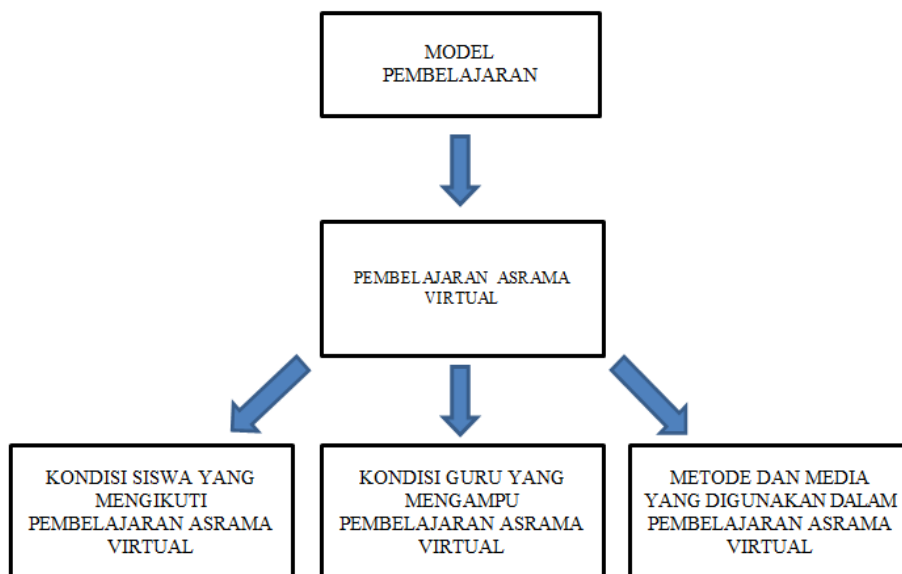 MODEL
PEMBELAJARAN
PEMBELAJARAN ASRAMA
VIRTUAL
KONDISI SISWA YANG
MENGIKUTI
PEMBELAJARAN ASRAMA
VIRTUAL
KONDISI GURU YANG
MENGAMPU
PEMBELAJARAN ASRAMA
VIRTUAL
METODE DAN MEDIA
YANG DIGUNAKAN DALAM
PEMBELAJARAN ASRAMA
VIRTUAL